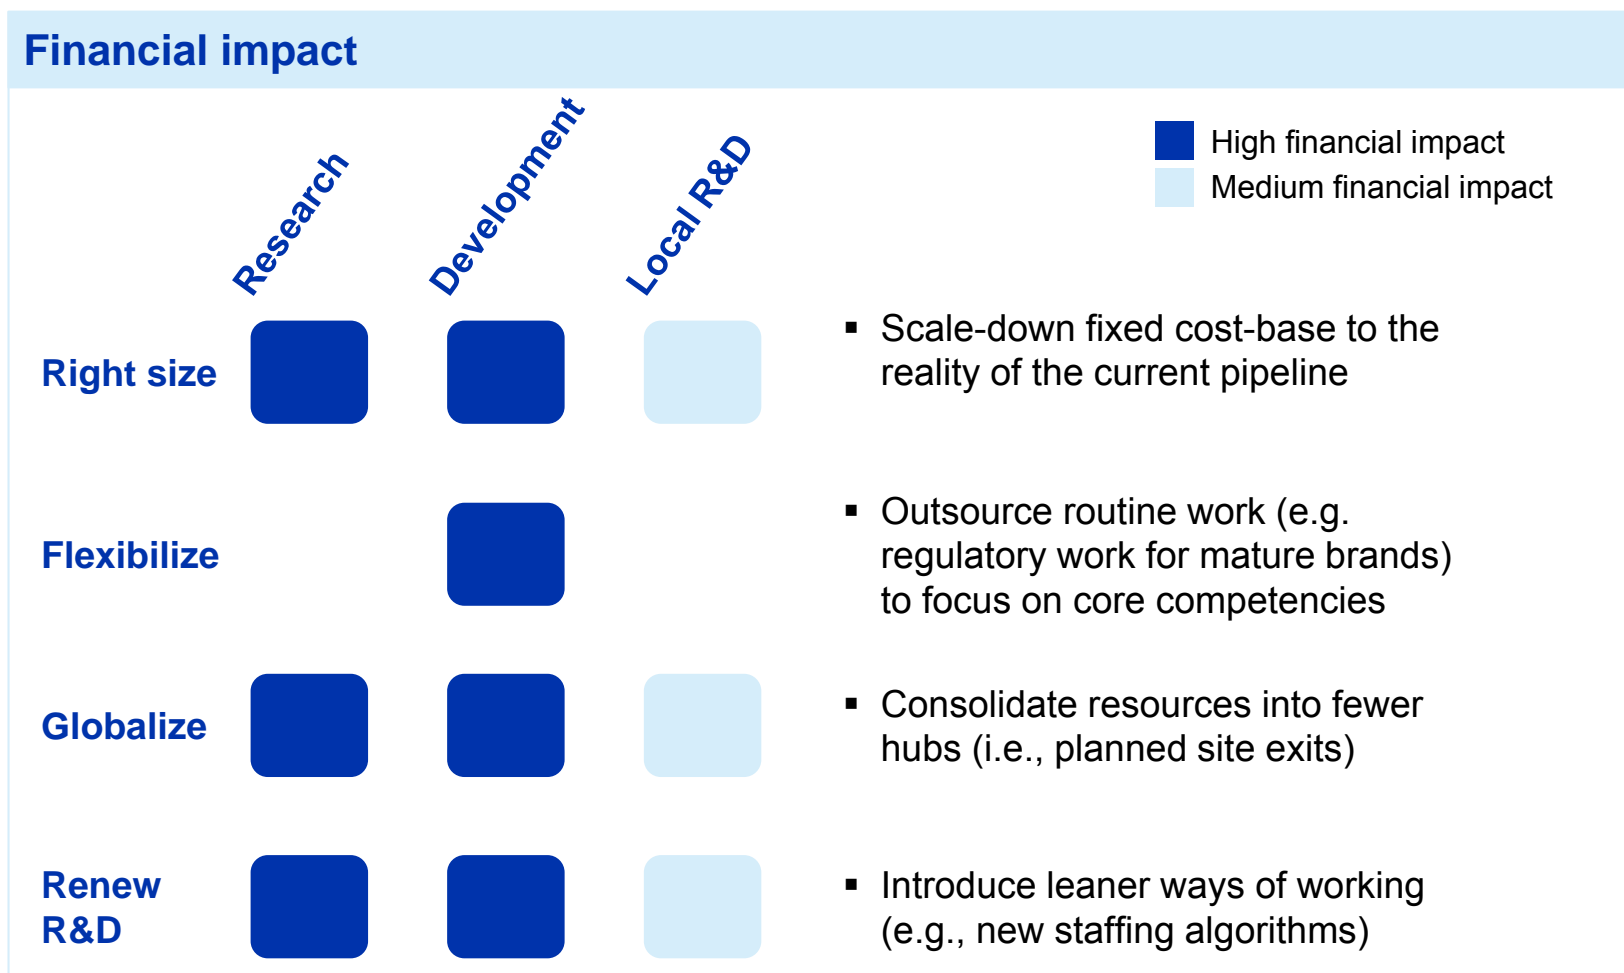 Financial impact
High financial impact
Medium financial impact
Research
Development
Local R&D
Right size
▪ Scale-down fixed cost-base to the
reality of the current pipeline
Flexibilize
▪ Outsource routine work (e.g.
regulatory work for mature brands)
to focus on core competencies
Globalize
▪ Consolidate resources into fewer
hubs (i.e., planned site exits)
Renew
R&D
▪ Introduce leaner ways of working
(e.g., new staffing algorithms)